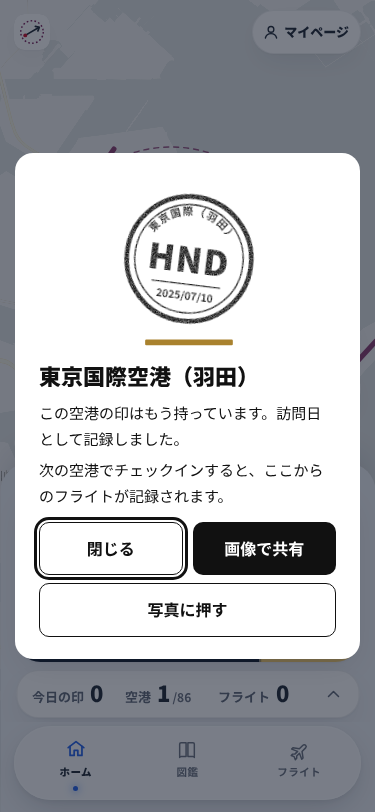 マイページ
東京国際（羽田）
HND
2025/07/10
東京国際空港（羽田）
この空港の印はもう持っています。訪問日
として記録しました。
次の空港でチェックインすると、ここから
のフライトが記録されます。
閉じる
画像で共有
写真に押す
今日の印 0 空港 1 /86 フライト 0
ホーム
図鑑
フライト